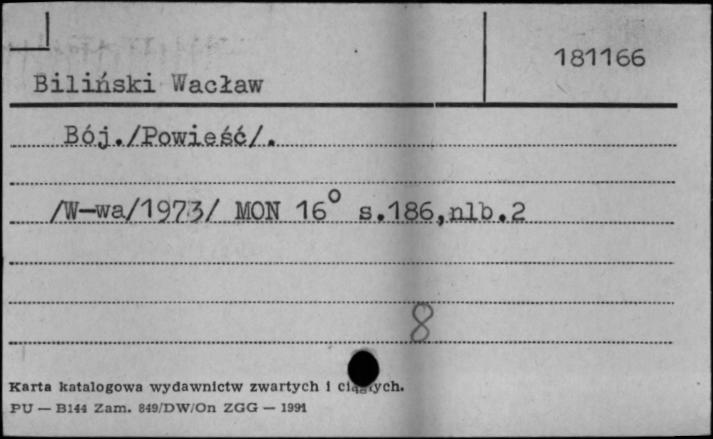 181166
Biliński Wacław
Bój./Powieść/.
/W-wa/1973/ MON 16° s.186,nlb.2
8
Karta katalogowa wydawnictw zwartych i ciągłych.
PU — B144 Zam. 849/DW/On ZGG — 1991